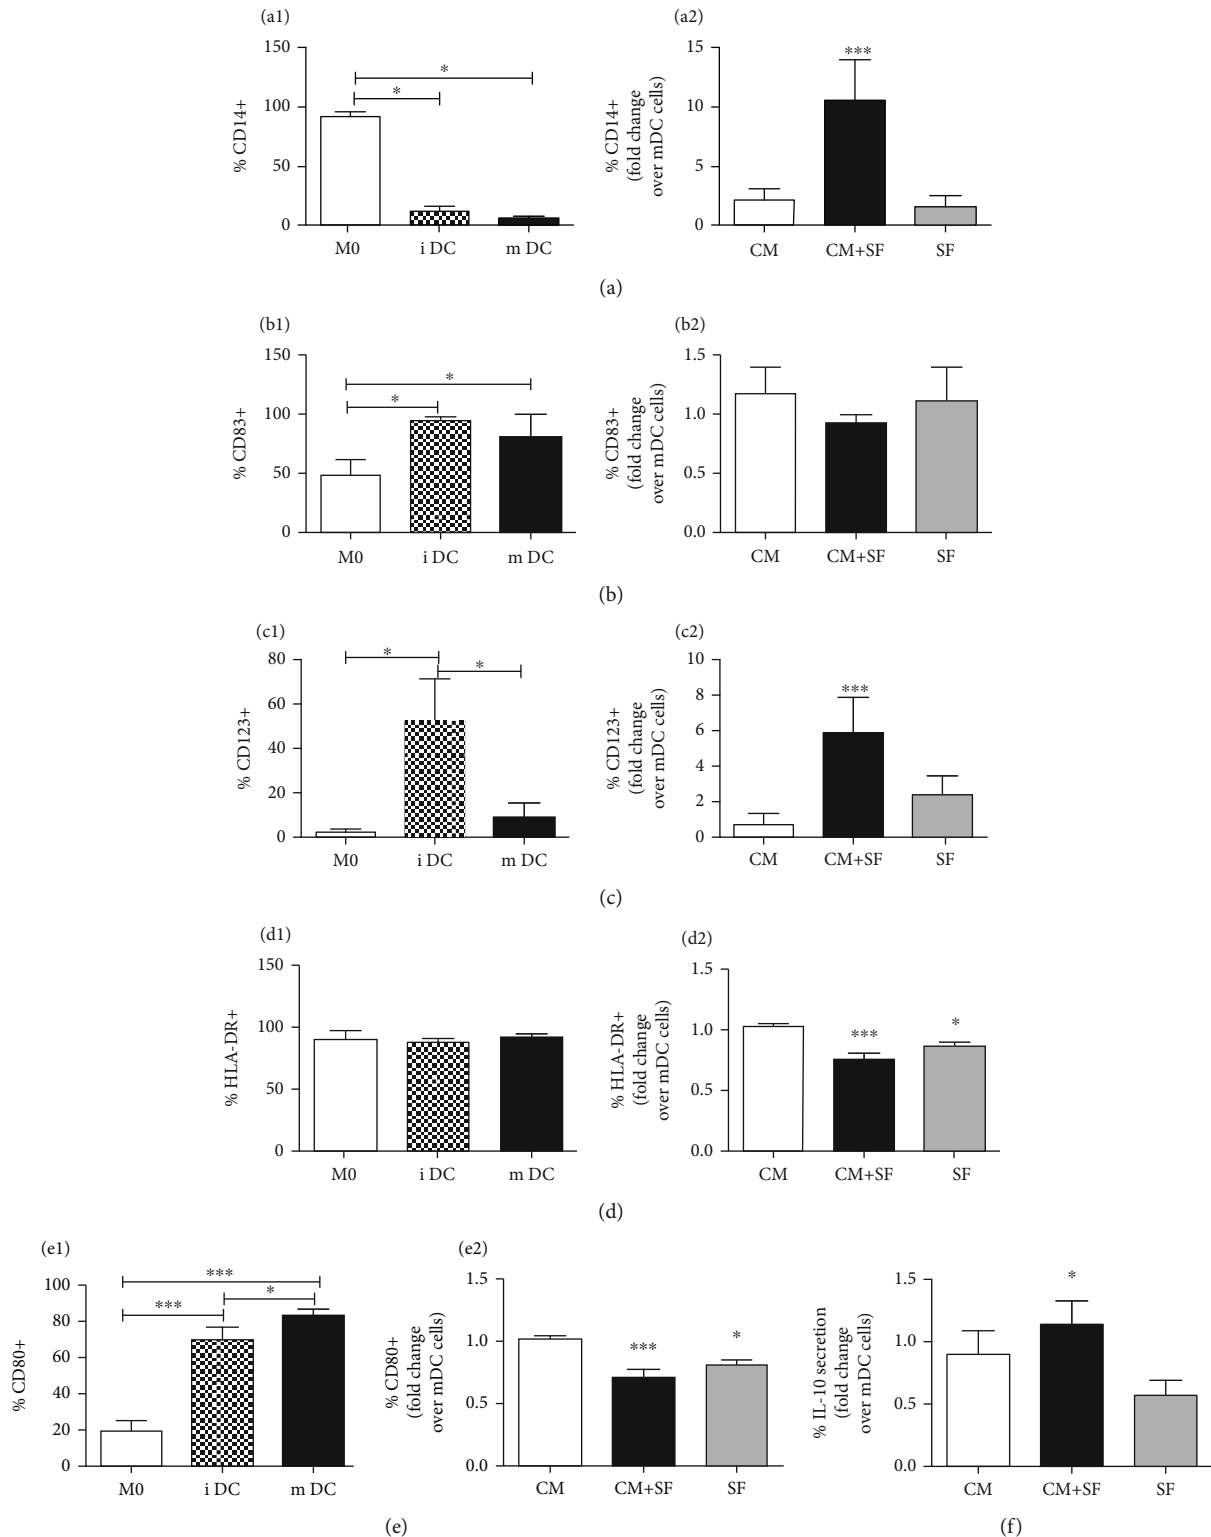 (a1)
150
100
50
0
% CD14+
*
*
M0
i DC
m DC
(a2)
15
10
5
0
% CD14+
(fold change
over mDC cells)
***
CM
CM+SF
SF
(a)
(b1)
150
100
50
0
% CD83+
*
*
M0
i DC
m DC
(b2)
1.5
1.0
0.5
0.0
% CD83+
(fold change
over mDC cells)
CM
CM+SF
SF
(b)
(c1)
80
60
40
20
0
% CD123+
*
*
M0
i DC
m DC
(c2)
10
8
6
4
2
0
% CD123+
(fold change
over mDC cells)
***
CM
CM+SF
SF
(c)
(d1)
150
100
50
0
% HLA-DR+
M0
i DC
m DC
(d2)
1.5
1.0
0.5
0.0
% HLA-DR+
(fold change
over mDC cells)
***
*
CM
CM+SF
SF
(d)
(e1)
100
80
60
40
20
0
% CD80+
***
***
*
M0
i DC
m DC
(e2)
1.5
1.0
0.5
0.0
% CD80+
(fold change
over mDC cells)
***
*
CM
CM+SF
SF
(e)
1.5
1.0
0.5
0.0
% IL-10 secretion
(fold change
over mDC cells)
*
CM
CM+SF
SF
(f)